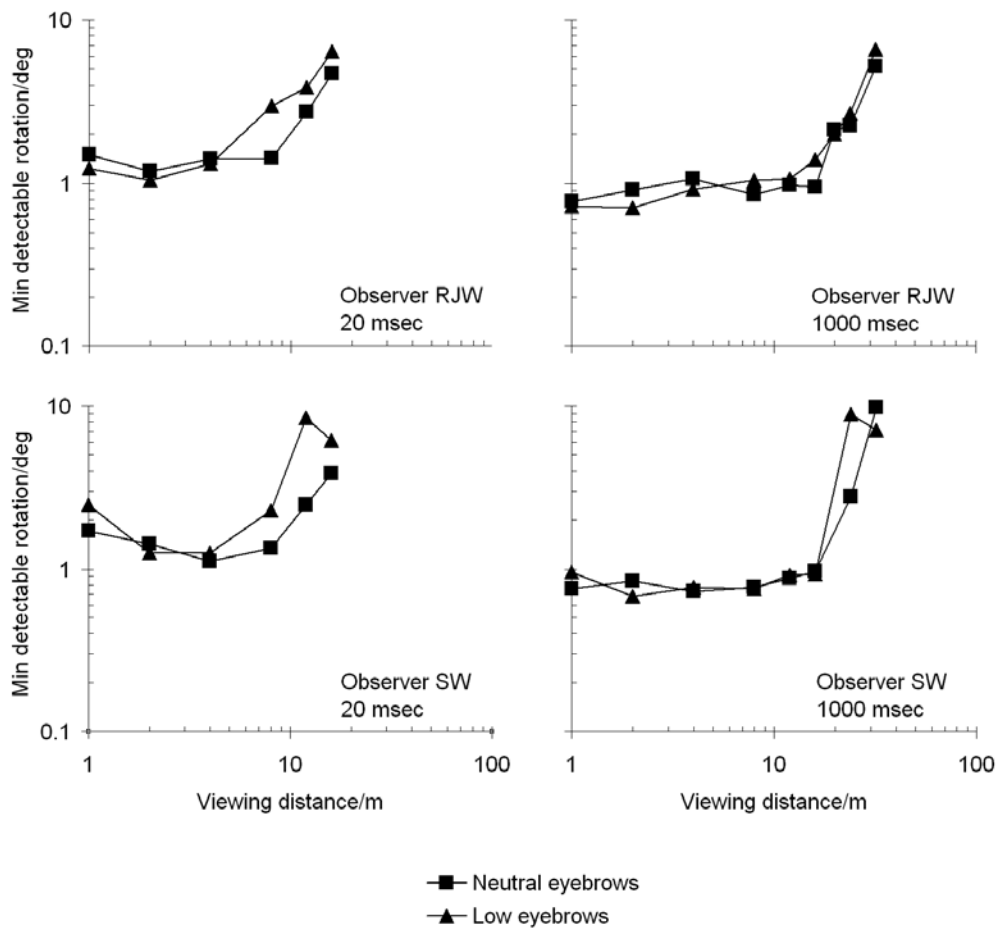 10
1
0.1
Min detectable rotation/deg
Observer RJW
20 msec
Observer RJW
1000 msec
10
1
0.1
Min detectable rotation/deg
Observer SW
20 msec
Observer SW
1000 msec
1 10 100
1 10 100
Viewing distance/m
Viewing distance/m
Neutral eyebrows
Low eyebrows